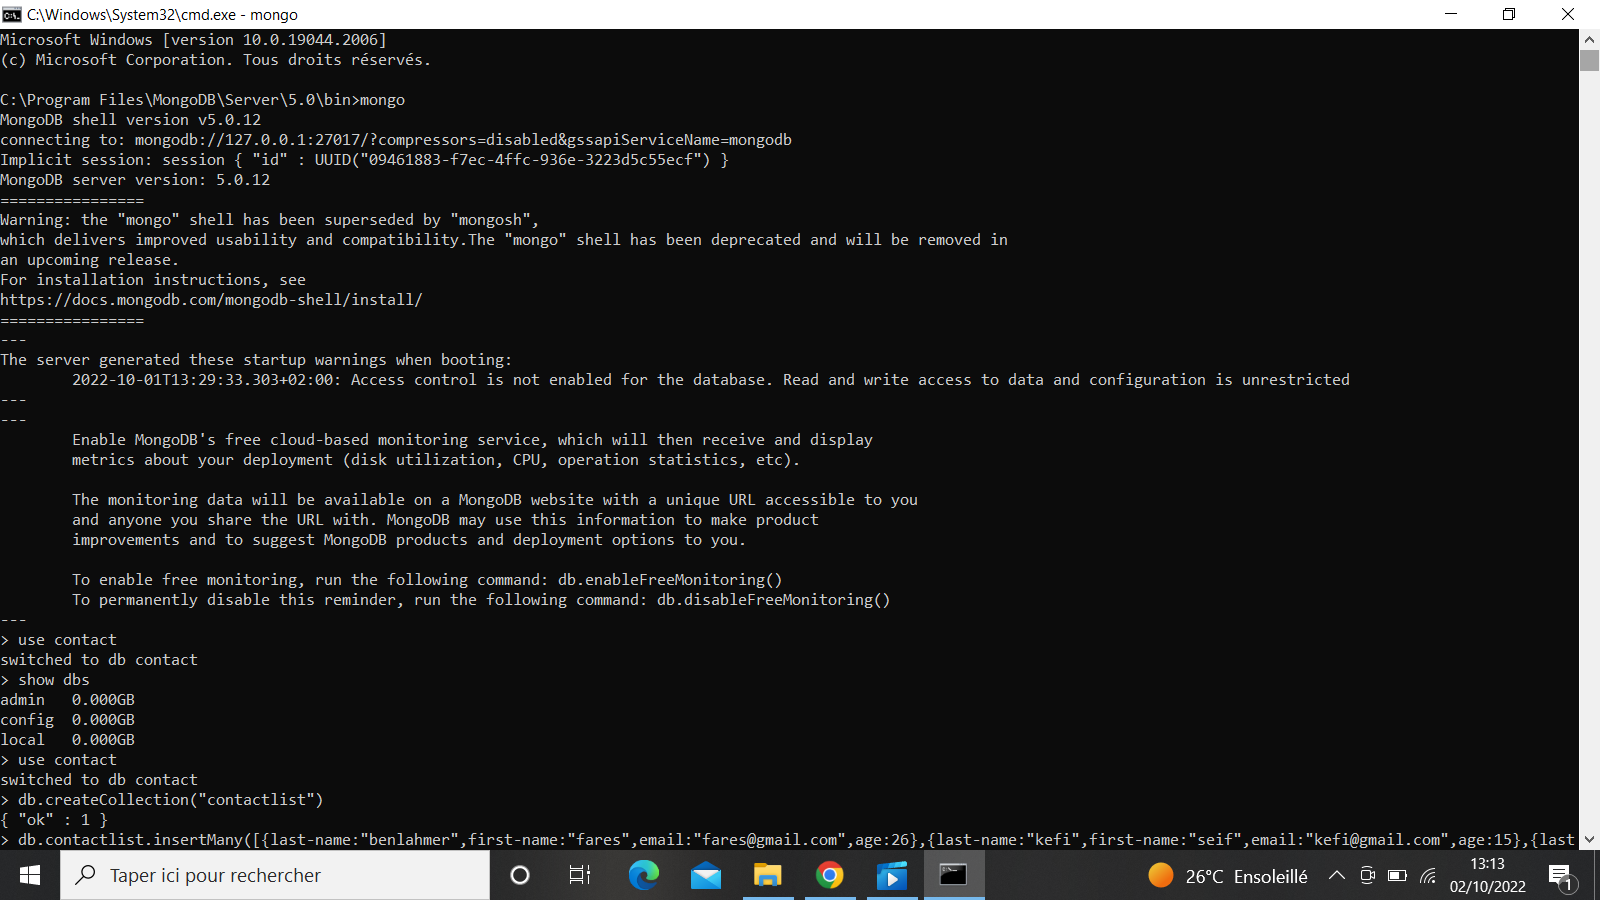 C:\Windows\System32\cmd.exe - mongo
Microsoft Windows [version 10.0.19044.2006]
(c) Microsoft Corporation. Tous droits réservés.
C:\Program Files\MongoDB\Server\5.0\bin>mongo
MongoDB shell version v5.0.12
connecting to: mongodb://127.0.0.1:27017/?compressors=disabled&gssapiServiceName=mongodb
Implicit session: session { "id" : UUID("09461883-f7ec-4ffc-936e-3223d5c55ecf") }
MongoDB server version: 5.0.12
================
Warning: the "mongo" shell has been superseded by "mongosh",
which delivers improved usability and compatibility.The "mongo" shell has been deprecated and will be removed in
an upcoming release.
For installation instructions, see
https://docs.mongodb.com/mongodb-shell/install/
================
---
The server generated these startup warnings when booting:
2022-10-01T13:29:33.303+02:00: Access control is not enabled for the database. Read and write access to data and configuration is unrestricted
---
---
Enable MongoDB's free cloud-based monitoring service, which will then receive and display
metrics about your deployment (disk utilization, CPU, operation statistics, etc).
The monitoring data will be available on a MongoDB website with a unique URL accessible to you
and anyone you share the URL with. MongoDB may use this information to make product
improvements and to suggest MongoDB products and deployment options to you.
To enable free monitoring, run the following command: db.enableFreeMonitoring()
To permanently disable this reminder, run the following command: db.disableFreeMonitoring()
---
> use contact
switched to db contact
> show dbs
admin   0.000GB
config  0.000GB
local   0.000GB
> use contact
switched to db contact
> db.createCollection("contactlist")
{ "ok" : 1 }
> db.contactlist.insertMany([{last-name:"benlahmer",first-name:"fares",email:"fares@gmail.com",age:26},{last-name:"kefi",first-name:"seif",email:"kefi@gmail.com",age:15},{last
Taper ici pour rechercher
26°C Ensoleillé
13:13
02/10/2022
1